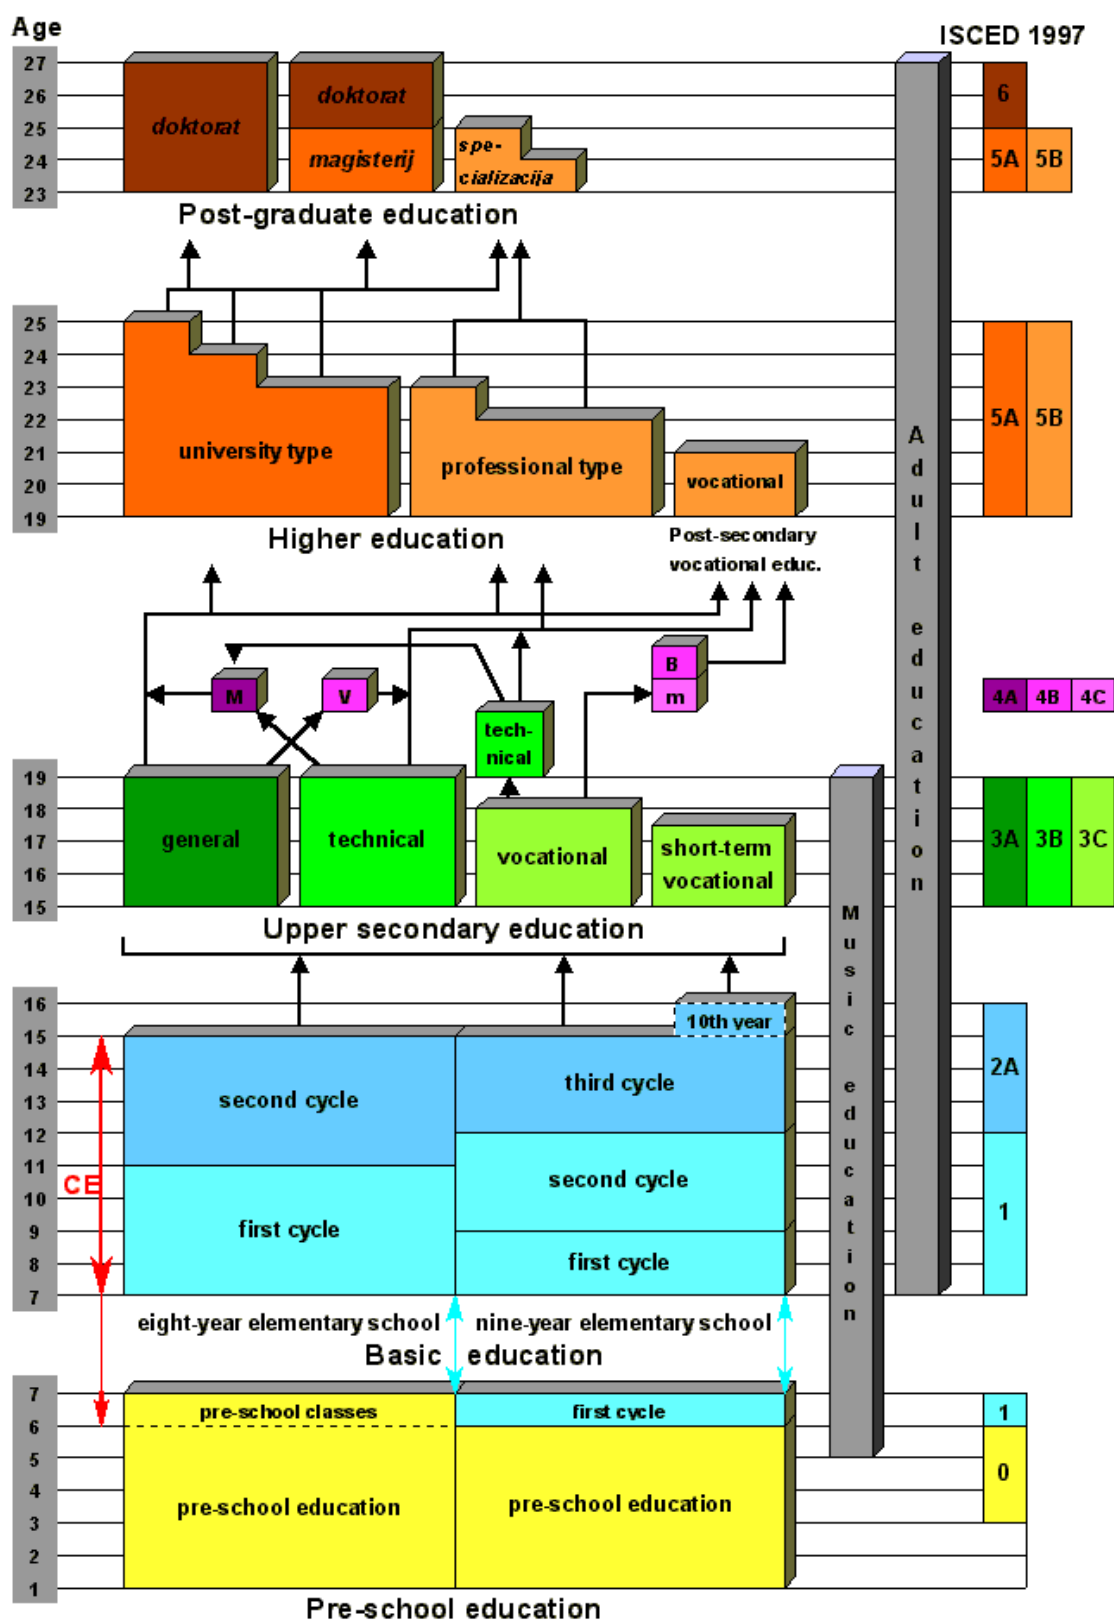 Age
ISCED 1997
27
26
25
24
23
doktorat
doktorat
magisterij
spe-
cializacija
6
5A 5B
Post-graduate education
25
24
23
22
21
20
19
university type
professional type
vocational
5A 5B
Higher education
Post-secondary
vocational educ.
M
V
B
m
tech-
nical
4A 4B 4C
19
18
17
16
15
general
technical
vocational
short-term
vocational
3A 3B 3C
Upper secondary education
16
15
14
13
12
11
10
9
8
7
CE
10th year
second cycle
third cycle
first cycle
second cycle
first cycle
2A
1
eight-year elementary school
nine-year elementary school
Basic education
7
6
5
4
3
2
1
pre-school classes
first cycle
pre-school education
pre-school education
1
0
Pre-school education
Music education
Adult education